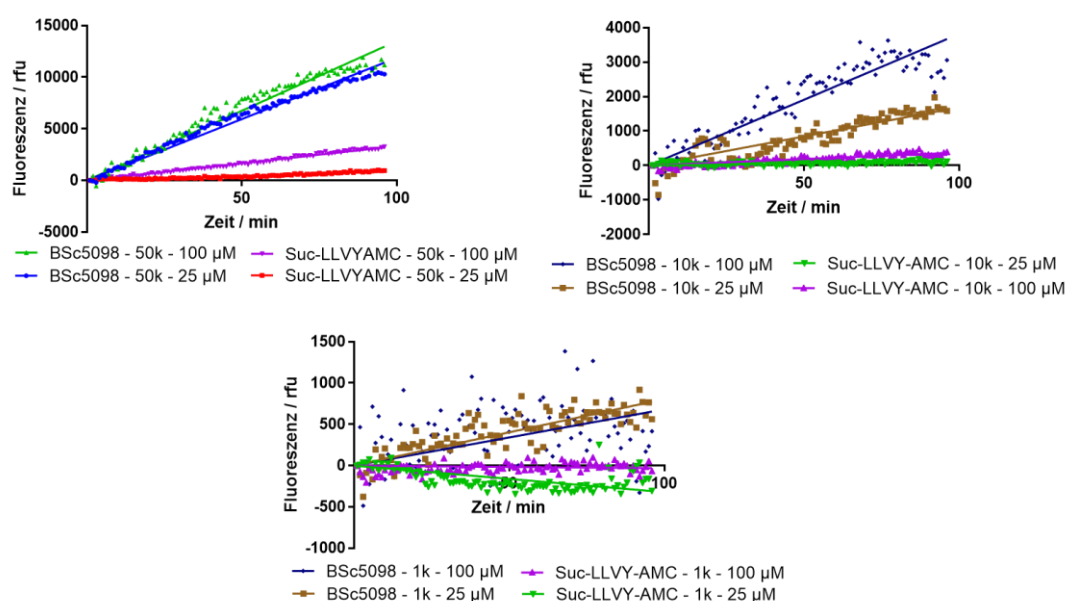 15000
10000
5000
0
-5000
Fluoreszenz / rfu
50
100
Zeit / min
BSc5098 - 50k - 100 µM
Suc-LLVYAMC - 50k - 100 µM
BSc5098 - 50k - 25 µM
Suc-LLVYAMC - 50k - 25 µM
4000
3000
2000
1000
0
-1000
-2000
Fluoreszenz / rfu
50
100
Zeit / min
BSc5098 - 10k - 100 µM
Suc-LLVY-AMC - 10k - 25 µM
BSc5098 - 10k - 25 µM
Suc-LLVY-AMC - 10k - 100 µM
1500
1000
500
0
-500
-1000
Fluoreszenz / rfu
50
100
Zeit / min
BSc5098 - 1k - 100 µM
Suc-LLVY-AMC - 1k - 100 µM
BSc5098 - 1k - 25 µM
Suc-LLVY-AMC - 1k - 25 µM